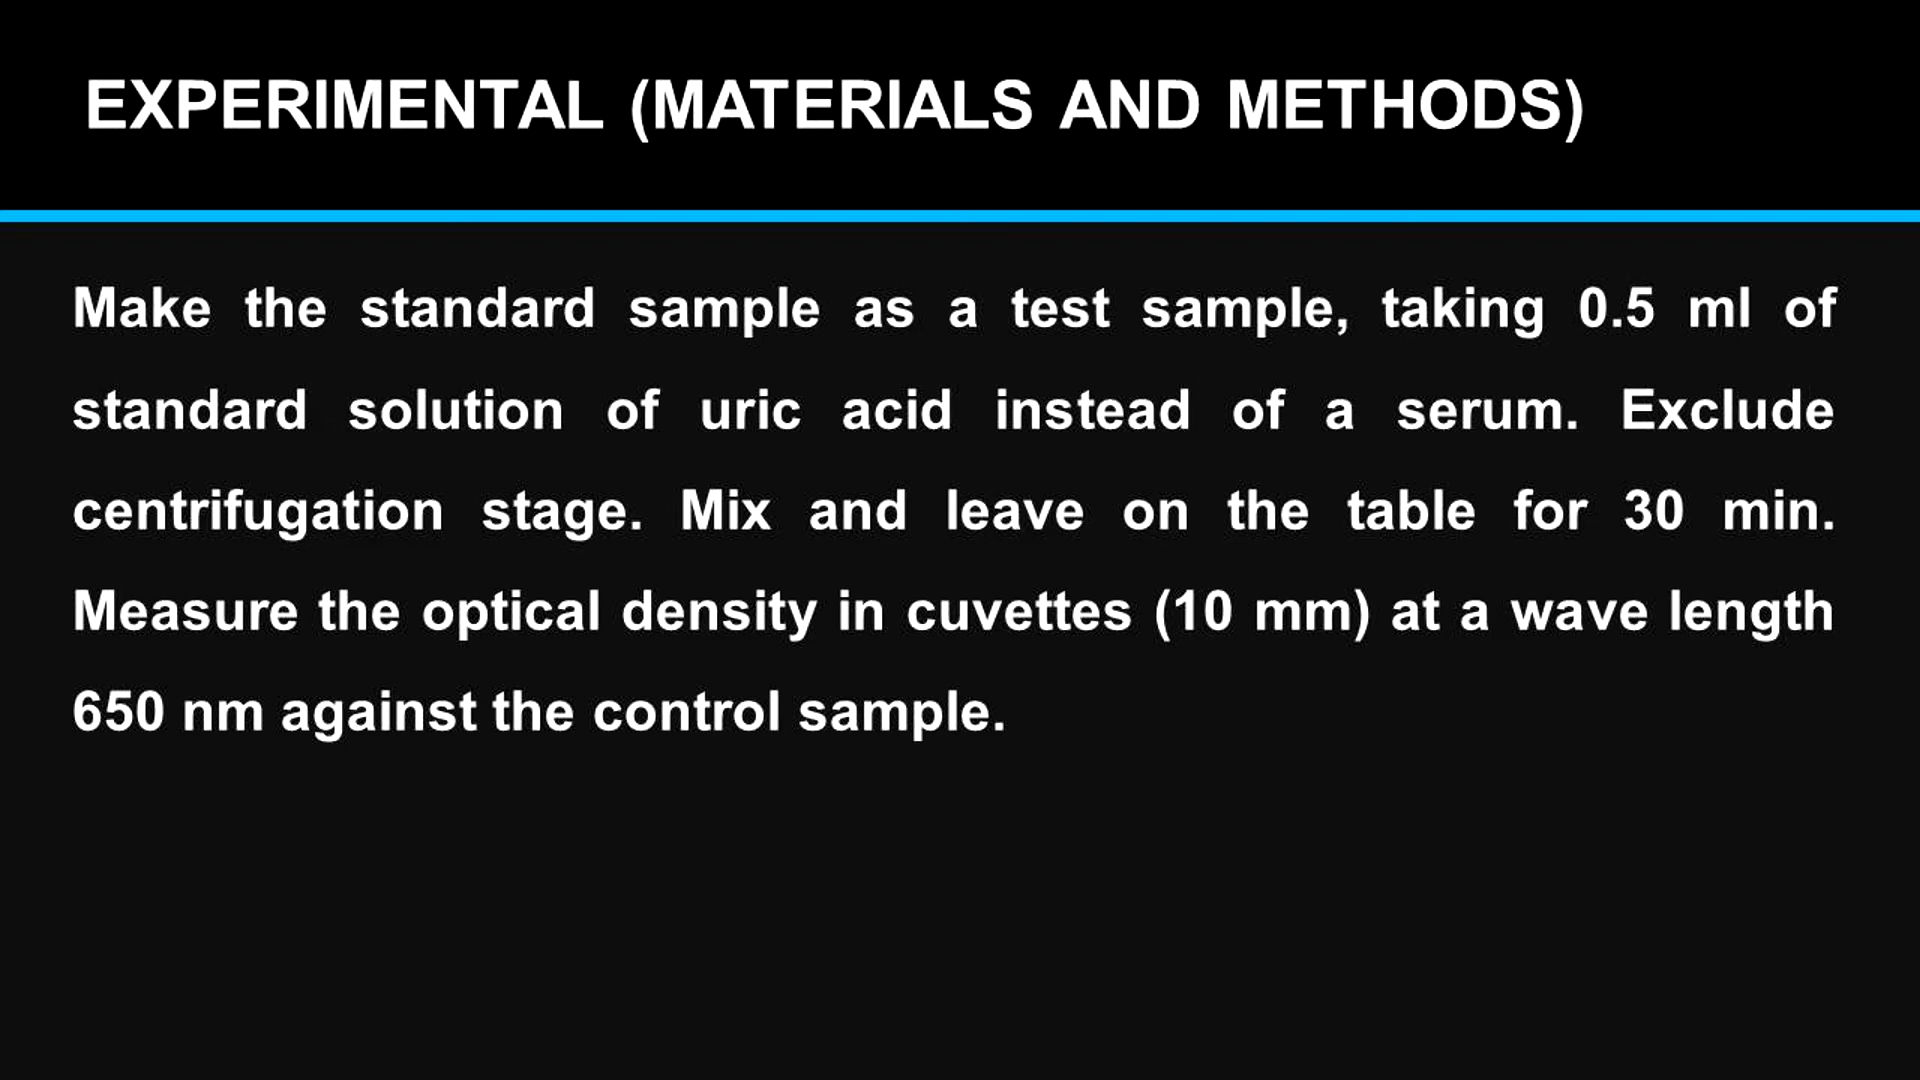 EXPERIMENTAL (MATERIALS AND METHODS)
Make the standard sample as a test sample, taking 0.5 ml of
standard solution of uric acid instead of a serum. Exclude
centrifugation stage. Mix and leave on the table for 30 min.
Measure the optical density in cuvettes (10 mm) at a wave length
650 nm against the control sample.